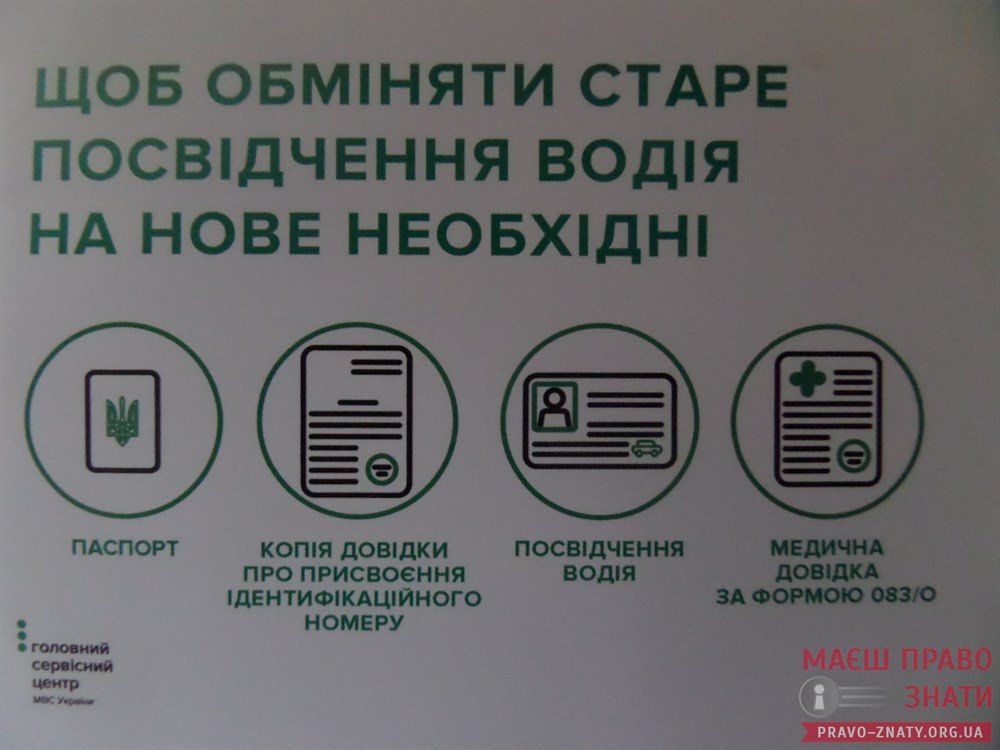 ЩОБ ОБМІНЯТИ СТАРЕ
ПОСВІДЧЕННЯ ВОДІЯ
НА НОВЕ НЕОБХІДНІ
ПАСПОРТ
КОПІЯ ДОВІДКИ
ПРО ПРИСВОЄННЯ
ІДЕНТИФІКАЦІЙНОГО
НОМЕРУ
ПОСВІДЧЕННЯ
ВОДІЯ
МЕДИЧНА
ДОВІДКА
ЗА ФОРМОЮ 083/О
головний
сервісний
центр
МВС України
МАЄШ ПРАВО
ЗНАТИ
PRAVO-ZNATY.ORG.UA